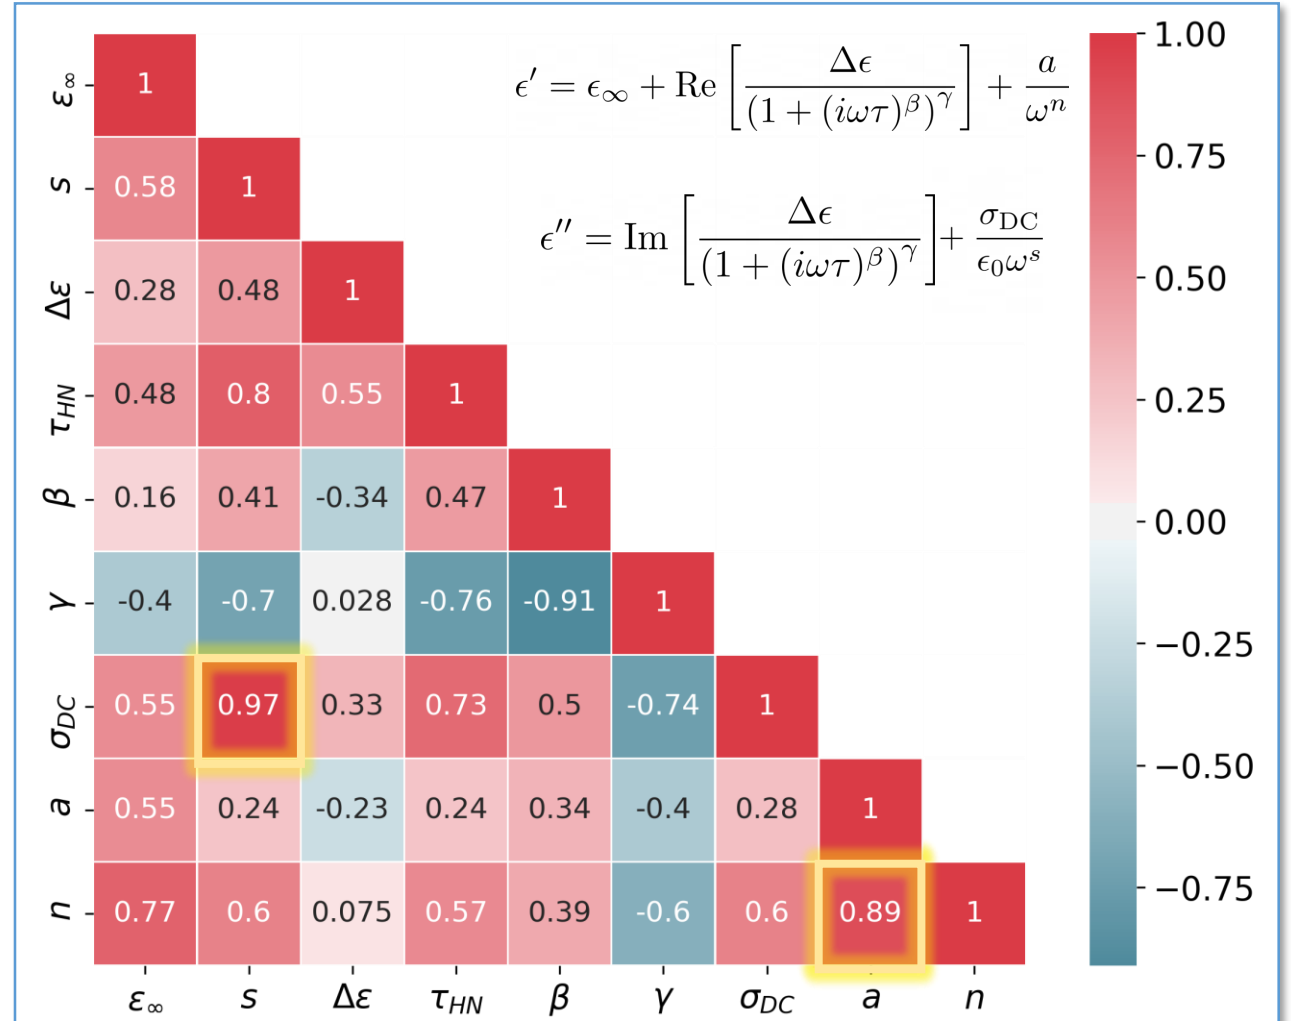 ϵ′ = ϵ∞ + Re [ Δϵ / (1 + (iωτ)^β)^γ ] + a / ω^n
ϵ″ = Im [ Δϵ / (1 + (iωτ)^β)^γ ] + σ_DC / ϵ₀ω^s
ε∞ 1
s 0.58 1
Δε 0.28 0.48 1
τ_HN 0.48 0.8 0.55 1
β 0.16 0.41 -0.34 0.47 1
γ -0.4 -0.7 0.028 -0.76 -0.91 1
σ_DC 0.55 0.97 0.33 0.73 0.5 -0.74 1
a 0.55 0.24 -0.23 0.24 0.34 -0.4 0.28 1
n 0.77 0.6 0.075 0.57 0.39 -0.6 0.6 0.89 1
ε∞ s Δε τ_HN β γ σ_DC a n
1.00
0.75
0.50
0.25
0.00
−0.25
−0.50
−0.75